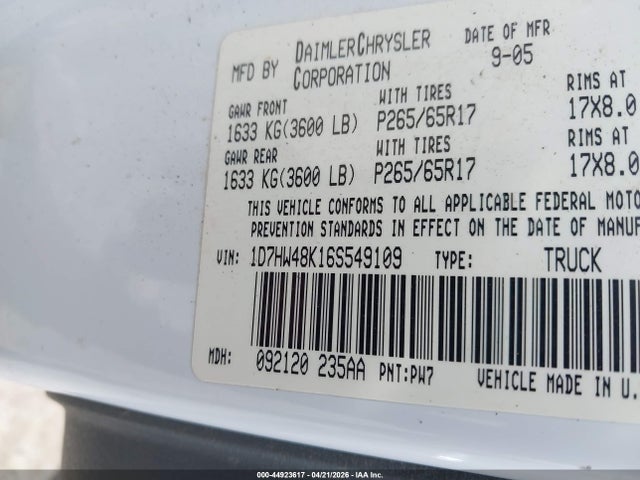 MFD BY DAIMLERCHRYSLER CORPORATION
DATE OF MFR 9-05
GAWR FRONT WITH TIRES RIMS AT
1633 KG(3600 LB) P265/65R17 17X8.0
GAWR REAR WITH TIRES RIMS AT
1633 KG(3600 LB) P265/65R17 17X8.0
THIS VEHICLE CONFORMS TO ALL APPLICABLE FEDERAL MOTO
PREVENTION STANDARDS IN EFFECT ON THE DATE OF MANUF
VIN: 1D7HW48K16S549109 TYPE: TRUCK
MDH: 092120 235AA PNT:PW7 VEHICLE MADE IN U.
000-44923617 - 04/21/2026 - IAA Inc.